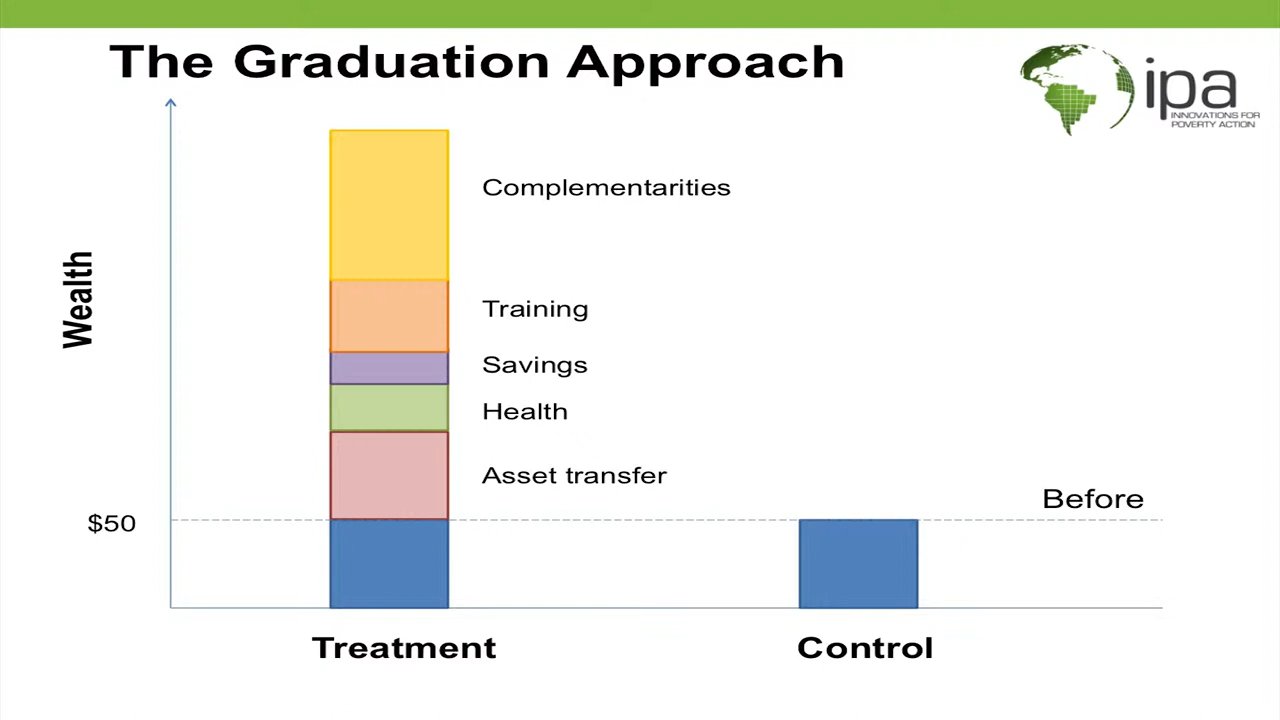 The Graduation Approach
ipa
INNOVATIONS FOR
POVERTY ACTION
Wealth
Complementarities
Training
Savings
Health
Asset transfer
Before
$50
Treatment
Control